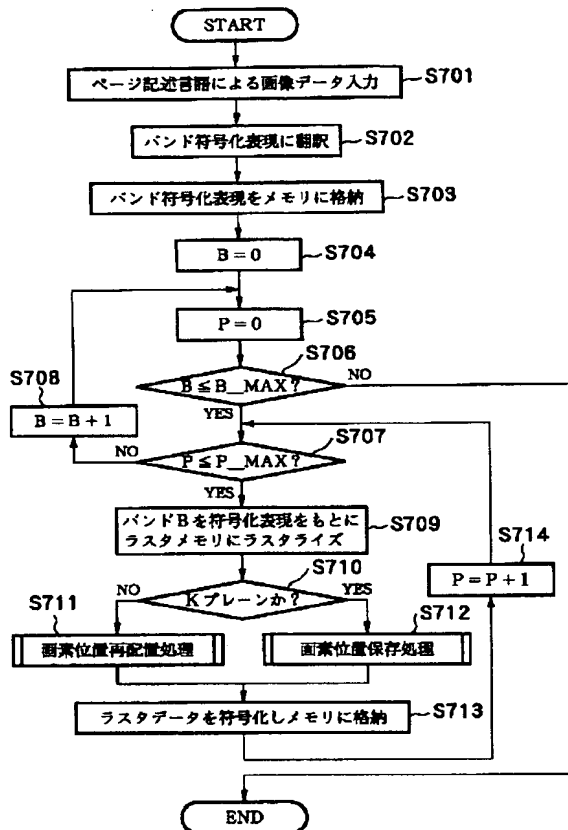 START
ページ記述言語による画像データ入力
S701
バンド符号化表現に翻訳
S702
バンド符号化表現をメモリに格納
S703
B=0
S704
P=0
S705
S706
B≦B_MAX?
NO
YES
S708
B=B+1
S707
P≦P_MAX?
NO
YES
バンドBを符号化表現をもとに
ラスタメモリにラスタライズ
S709
S710
Kプレーンか?
NO
YES
S714
P=P+1
S711
画素位置再配置処理
S712
画素位置保存処理
ラスタデータを符号化しメモリに格納
S713
END